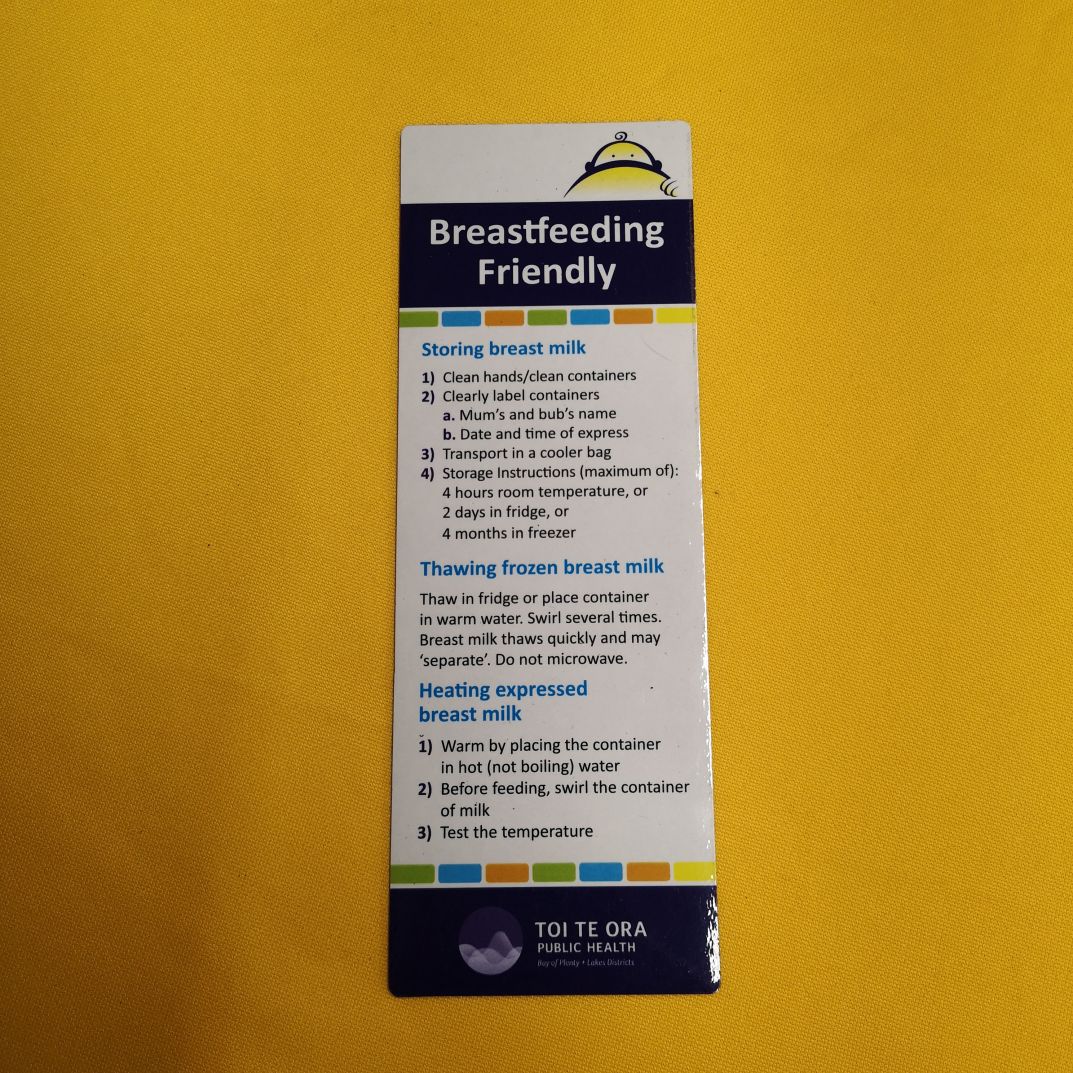 Breastfeeding
Friendly
Storing breast milk
1) Clean hands/clean containers
2) Clearly label containers
a. Mum's and bub's name
b. Date and time of express
3) Transport in a cooler bag
4) Storage Instructions (maximum of):
4 hours room temperature, or
2 days in fridge, or
4 months in freezer
Thawing frozen breast milk
Thaw in fridge or place container
in warm water. Swirl several times.
Breast milk thaws quickly and may
'separate'. Do not microwave.
Heating expressed
breast milk
1) Warm by placing the container
in hot (not boiling) water
2) Before feeding, swirl the container
of milk
3) Test the temperature
TOI TE ORA
PUBLIC HEALTH
Bay of Plenty • Lakes Districts